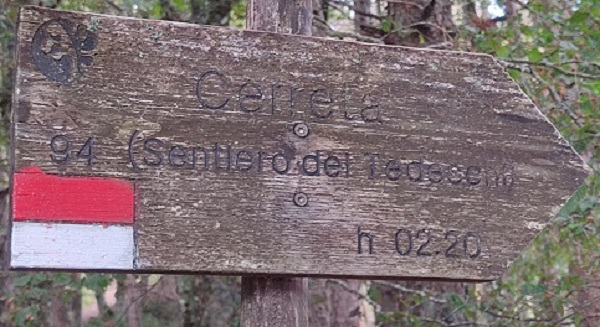 Cerreta
94 (Sentiero dei Tedeschi)
h 02.20